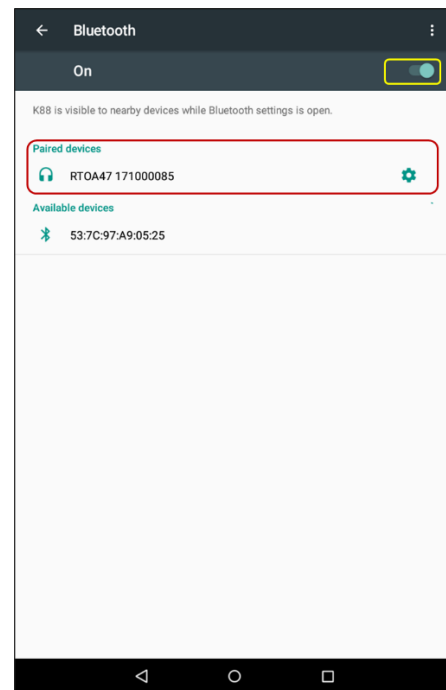 Bluetooth
On
K88 is visible to nearby devices while Bluetooth settings is open.
Paired devices
RTOA47 171000085
Available devices
53:7C:97:A9:05:25